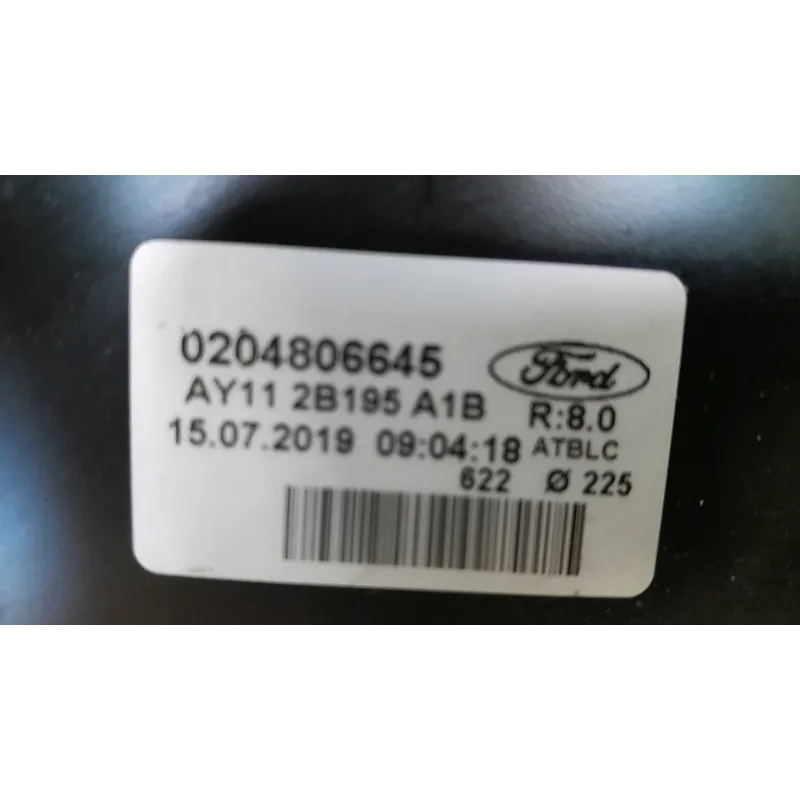 0204806645 Ford
AY11 2B195 A1B R:8.0
15.07.2019 09:04:18 ATBLC
622 Ø 225